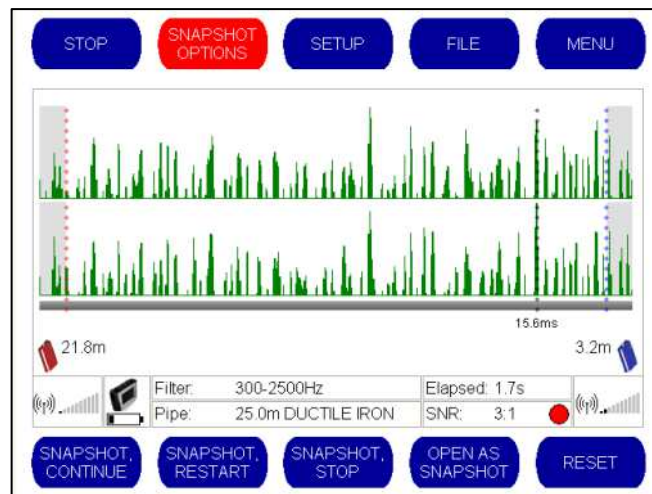 STOP
SNAPSHOT
OPTIONS
SETUP
FILE
MENU
15.6ms
21.8m
3.2m
Filter: 300-2500Hz
Elapsed: 1.7s
Pipe: 25.0m DUCTILE IRON
SNR: 3:1
SNAPSHOT,
CONTINUE
SNAPSHOT,
RESTART
SNAPSHOT,
STOP
OPEN AS
SNAPSHOT
RESET